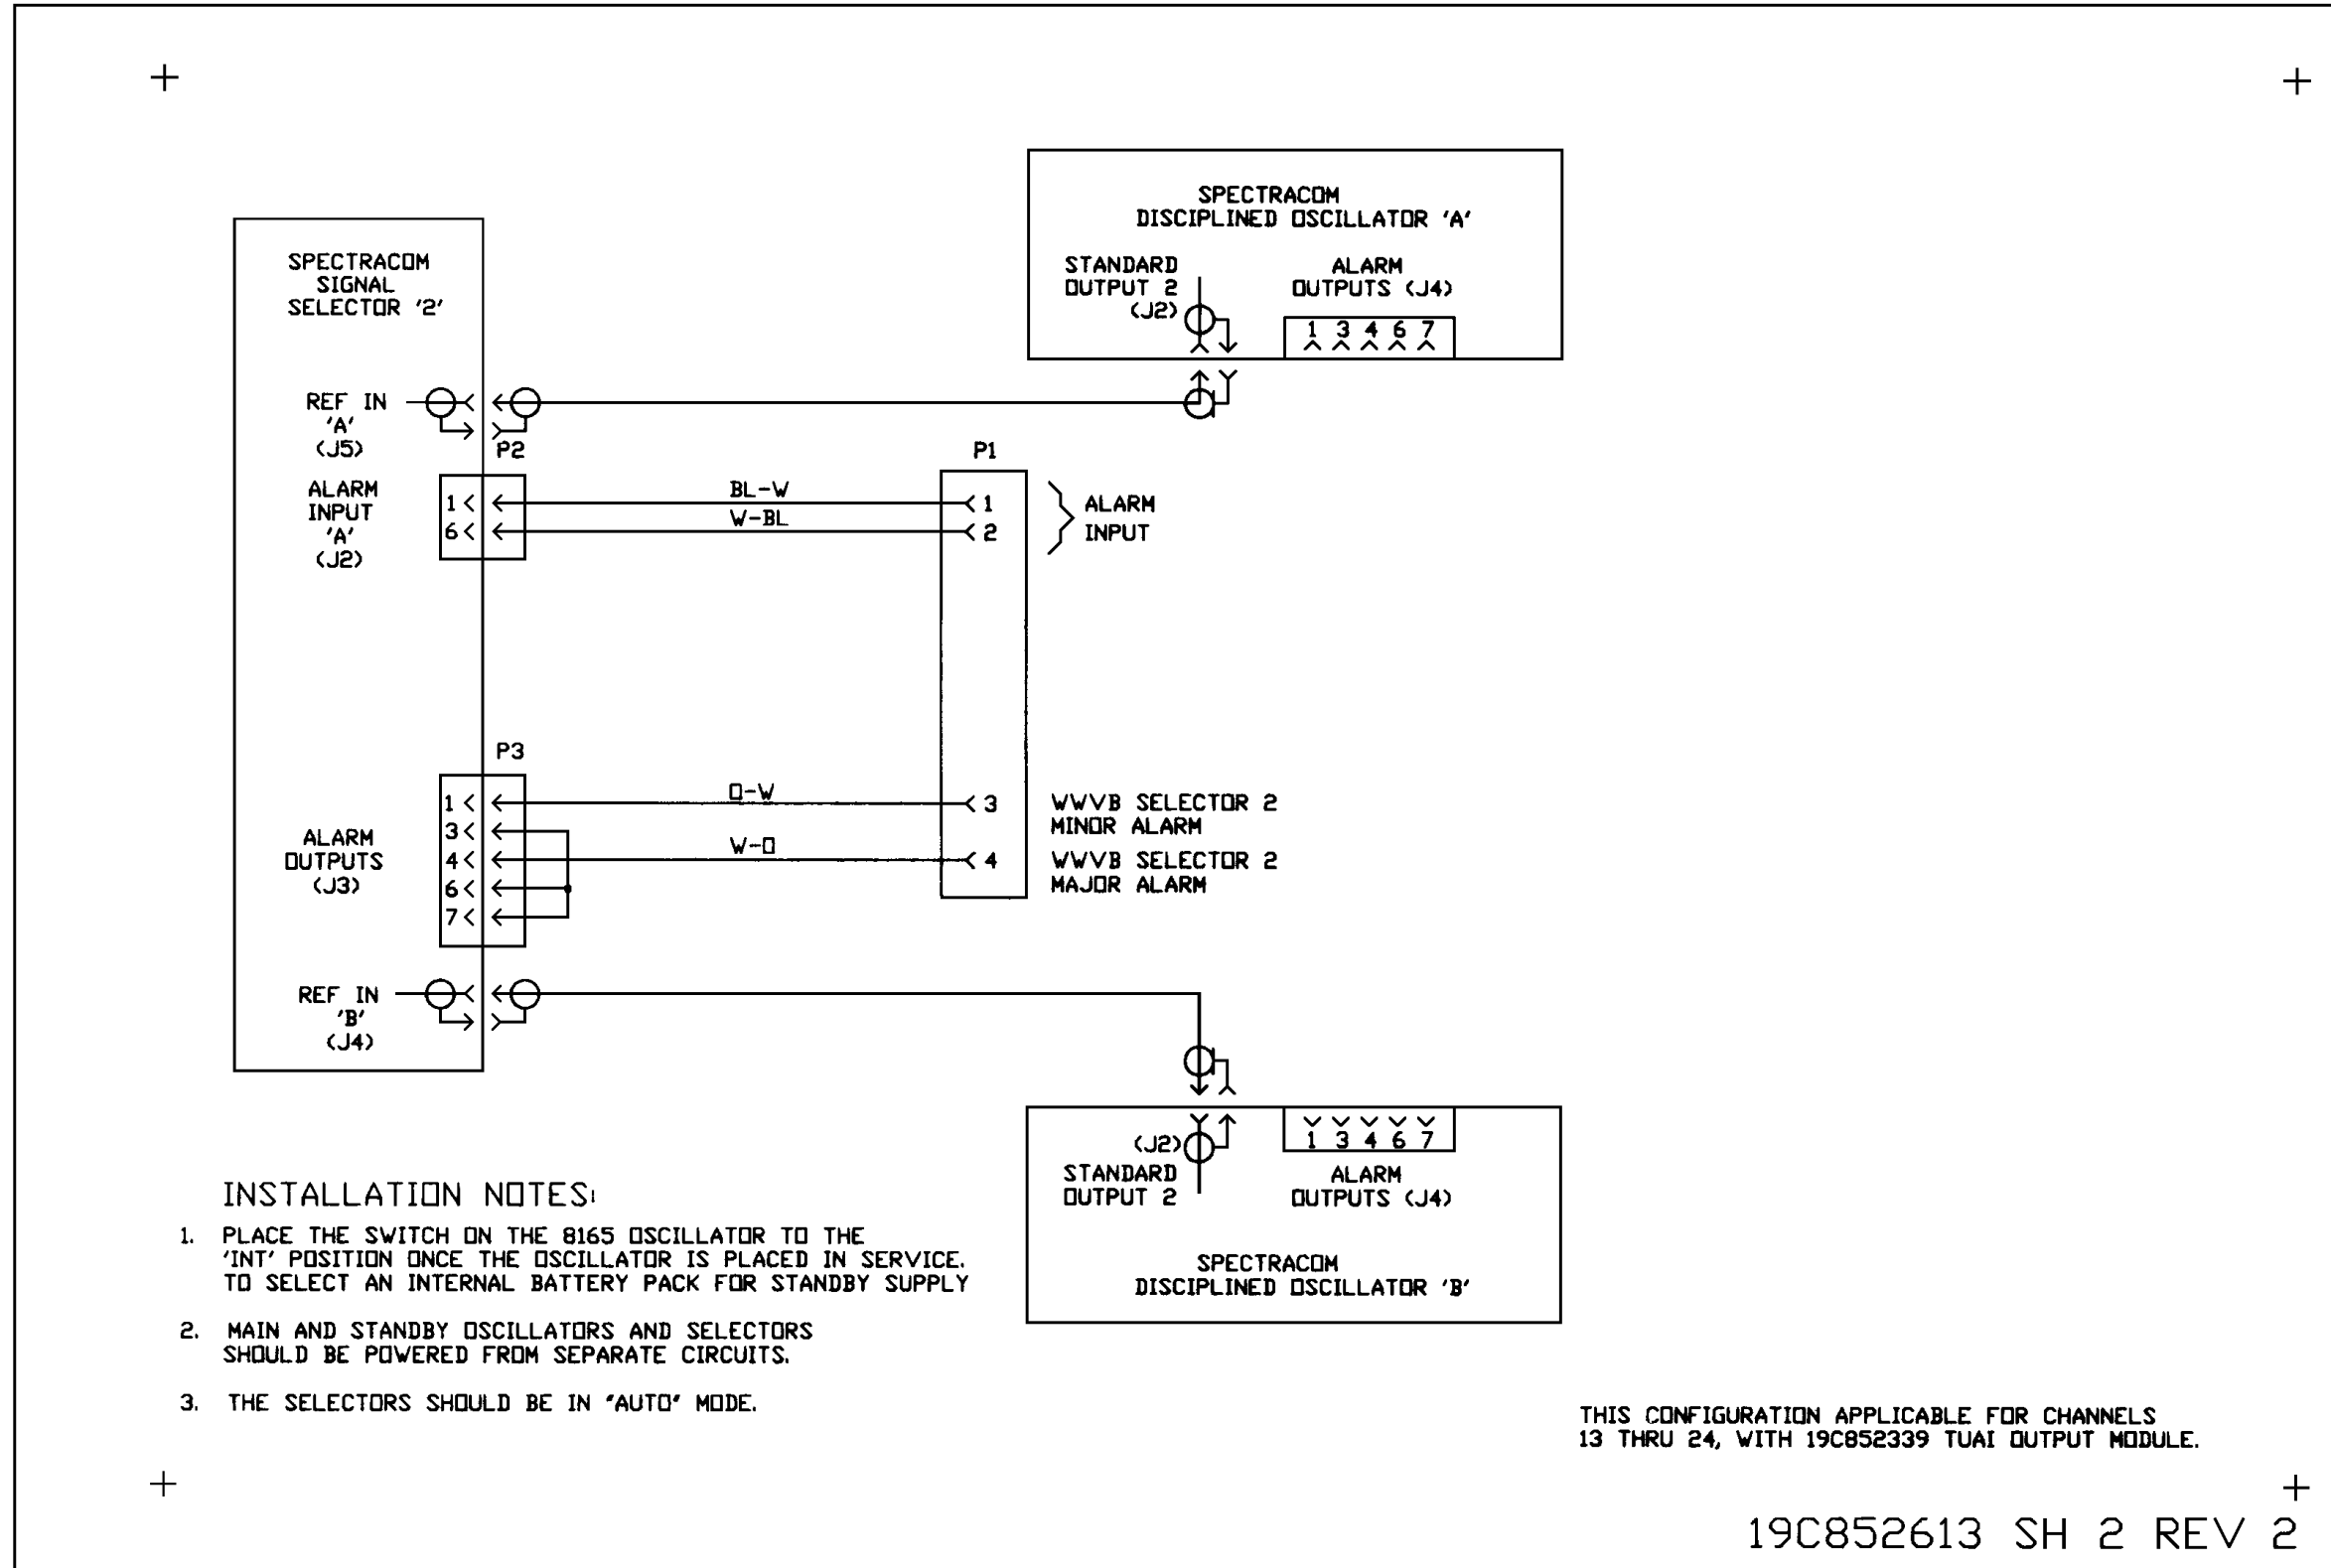 SPECTRACOM
DISCIPLINED OSCILLATOR 'A'
STANDARD
OUTPUT 2
(J2)
ALARM
OUTPUTS (J4)
1 3 4 6 7
SPECTRACOM
SIGNAL
SELECTOR '2'
REF IN
'A'
(J5)
P2
P1
ALARM
INPUT
'A'
(J2)
1
6
BL-W
W-BL
1
2
ALARM
INPUT
P3
ALARM
OUTPUTS
(J3)
1
3
4
6
7
O-W
W-O
3
4
WWVB SELECTOR 2
MINOR ALARM
WWVB SELECTOR 2
MAJOR ALARM
REF IN
'B'
(J4)
(J2)
STANDARD
OUTPUT 2
1 3 4 6 7
ALARM
OUTPUTS (J4)
SPECTRACOM
DISCIPLINED OSCILLATOR 'B'
INSTALLATION NOTES:
1. PLACE THE SWITCH ON THE 8165 OSCILLATOR TO THE
'INT' POSITION ONCE THE OSCILLATOR IS PLACED IN SERVICE.
TO SELECT AN INTERNAL BATTERY PACK FOR STANDBY SUPPLY
2. MAIN AND STANDBY OSCILLATORS AND SELECTORS
SHOULD BE POWERED FROM SEPARATE CIRCUITS.
3. THE SELECTORS SHOULD BE IN "AUTO" MODE.
THIS CONFIGURATION APPLICABLE FOR CHANNELS
13 THRU 24, WITH 19C852339 TUAI OUTPUT MODULE.
19C852613 SH 2 REV 2